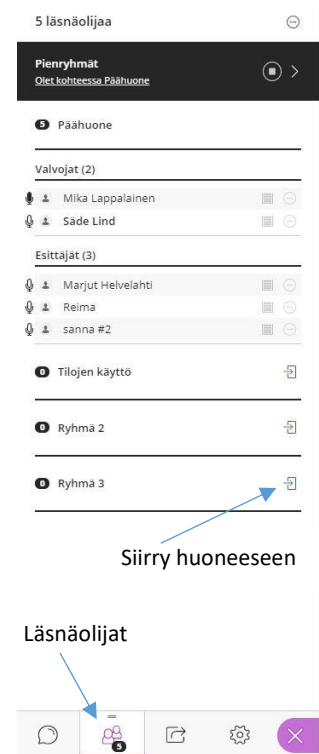 5 läsnäolijaa
Pienryhmät
Olet kohteessa Päähuone
5 Päähuone
Valvojat (2)
Mika Lappalainen
Säde Lind
Esittäjät (3)
Marjut Helvelahti
Reima
sanna #2
0 Tilojen käyttö
0 Ryhmä 2
0 Ryhmä 3
Siirry huoneeseen
Läsnäolijat
5